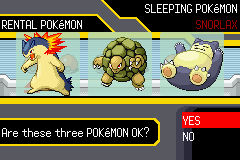 SLEEPING POKéMON
RENTAL POKéMON
SNORLAX
Are these three POKéMON OK?
YES
NO